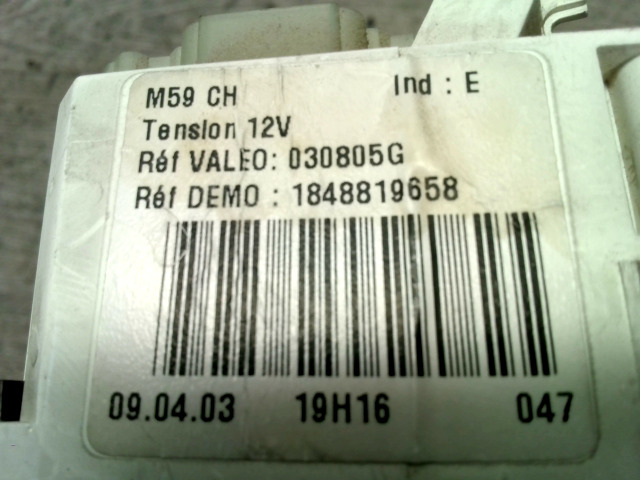 M59 CH Ind : E
Tension 12V
Réf VALEO: 030805G
Réf DEMO : 1848819658
09.04.03 19H16 047